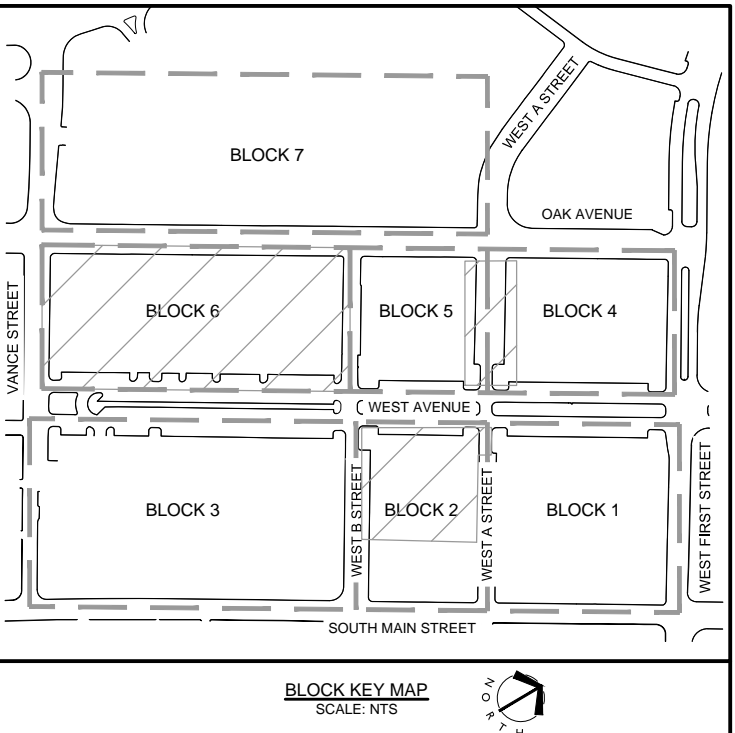 BLOCK 7
WEST A STREET
OAK AVENUE
VANCE STREET
BLOCK 6
BLOCK 5
BLOCK 4
WEST AVENUE
BLOCK 3
WEST B STREET
BLOCK 2
WEST A STREET
BLOCK 1
WEST FIRST STREET
SOUTH MAIN STREET
BLOCK KEY MAP
SCALE: NTS
NORTH